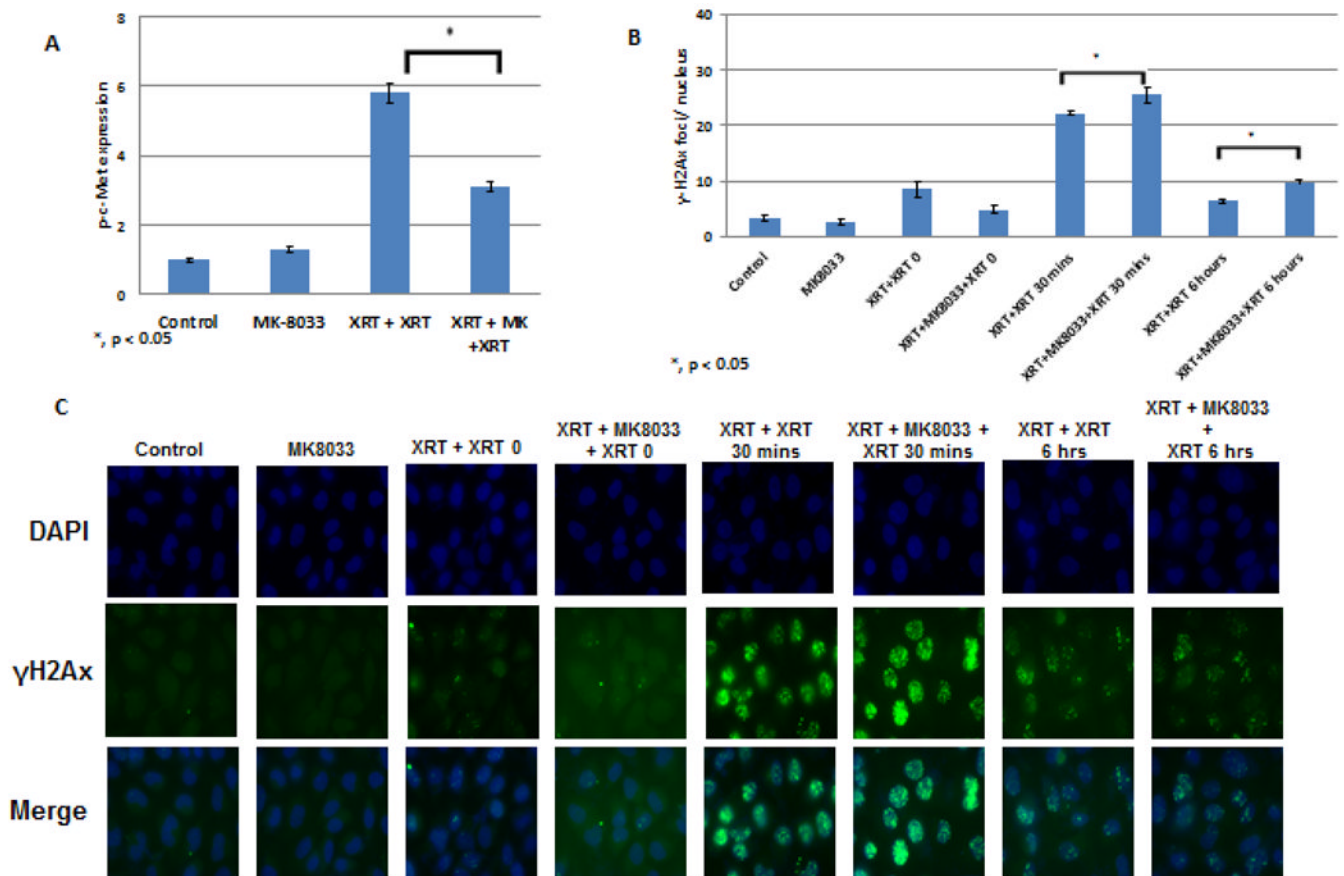 A
8
6
4
2
0
p-c-Met expression
*
Control
MK-8033
XRT + XRT
XRT + MK
+XRT
*, p < 0.05
B
40
30
20
10
0
γ-H2Ax foci/ nucleus
*
*
Control
MK8033
XRT+XRT 0
XRT+MK8033+XRT 0
XRT+XRT 30 mins
XRT+MK8033+XRT 30 mins
XRT+XRT 6 hours
XRT+MK8033+XRT 6 hours
*, p < 0.05
C
Control
MK8033
XRT + XRT 0
XRT + MK8033
+ XRT 0
XRT + XRT
30 mins
XRT + MK8033 +
XRT 30 mins
XRT + XRT
6 hrs
XRT + MK8033
+
XRT 6 hrs
DAPI
γH2Ax
Merge